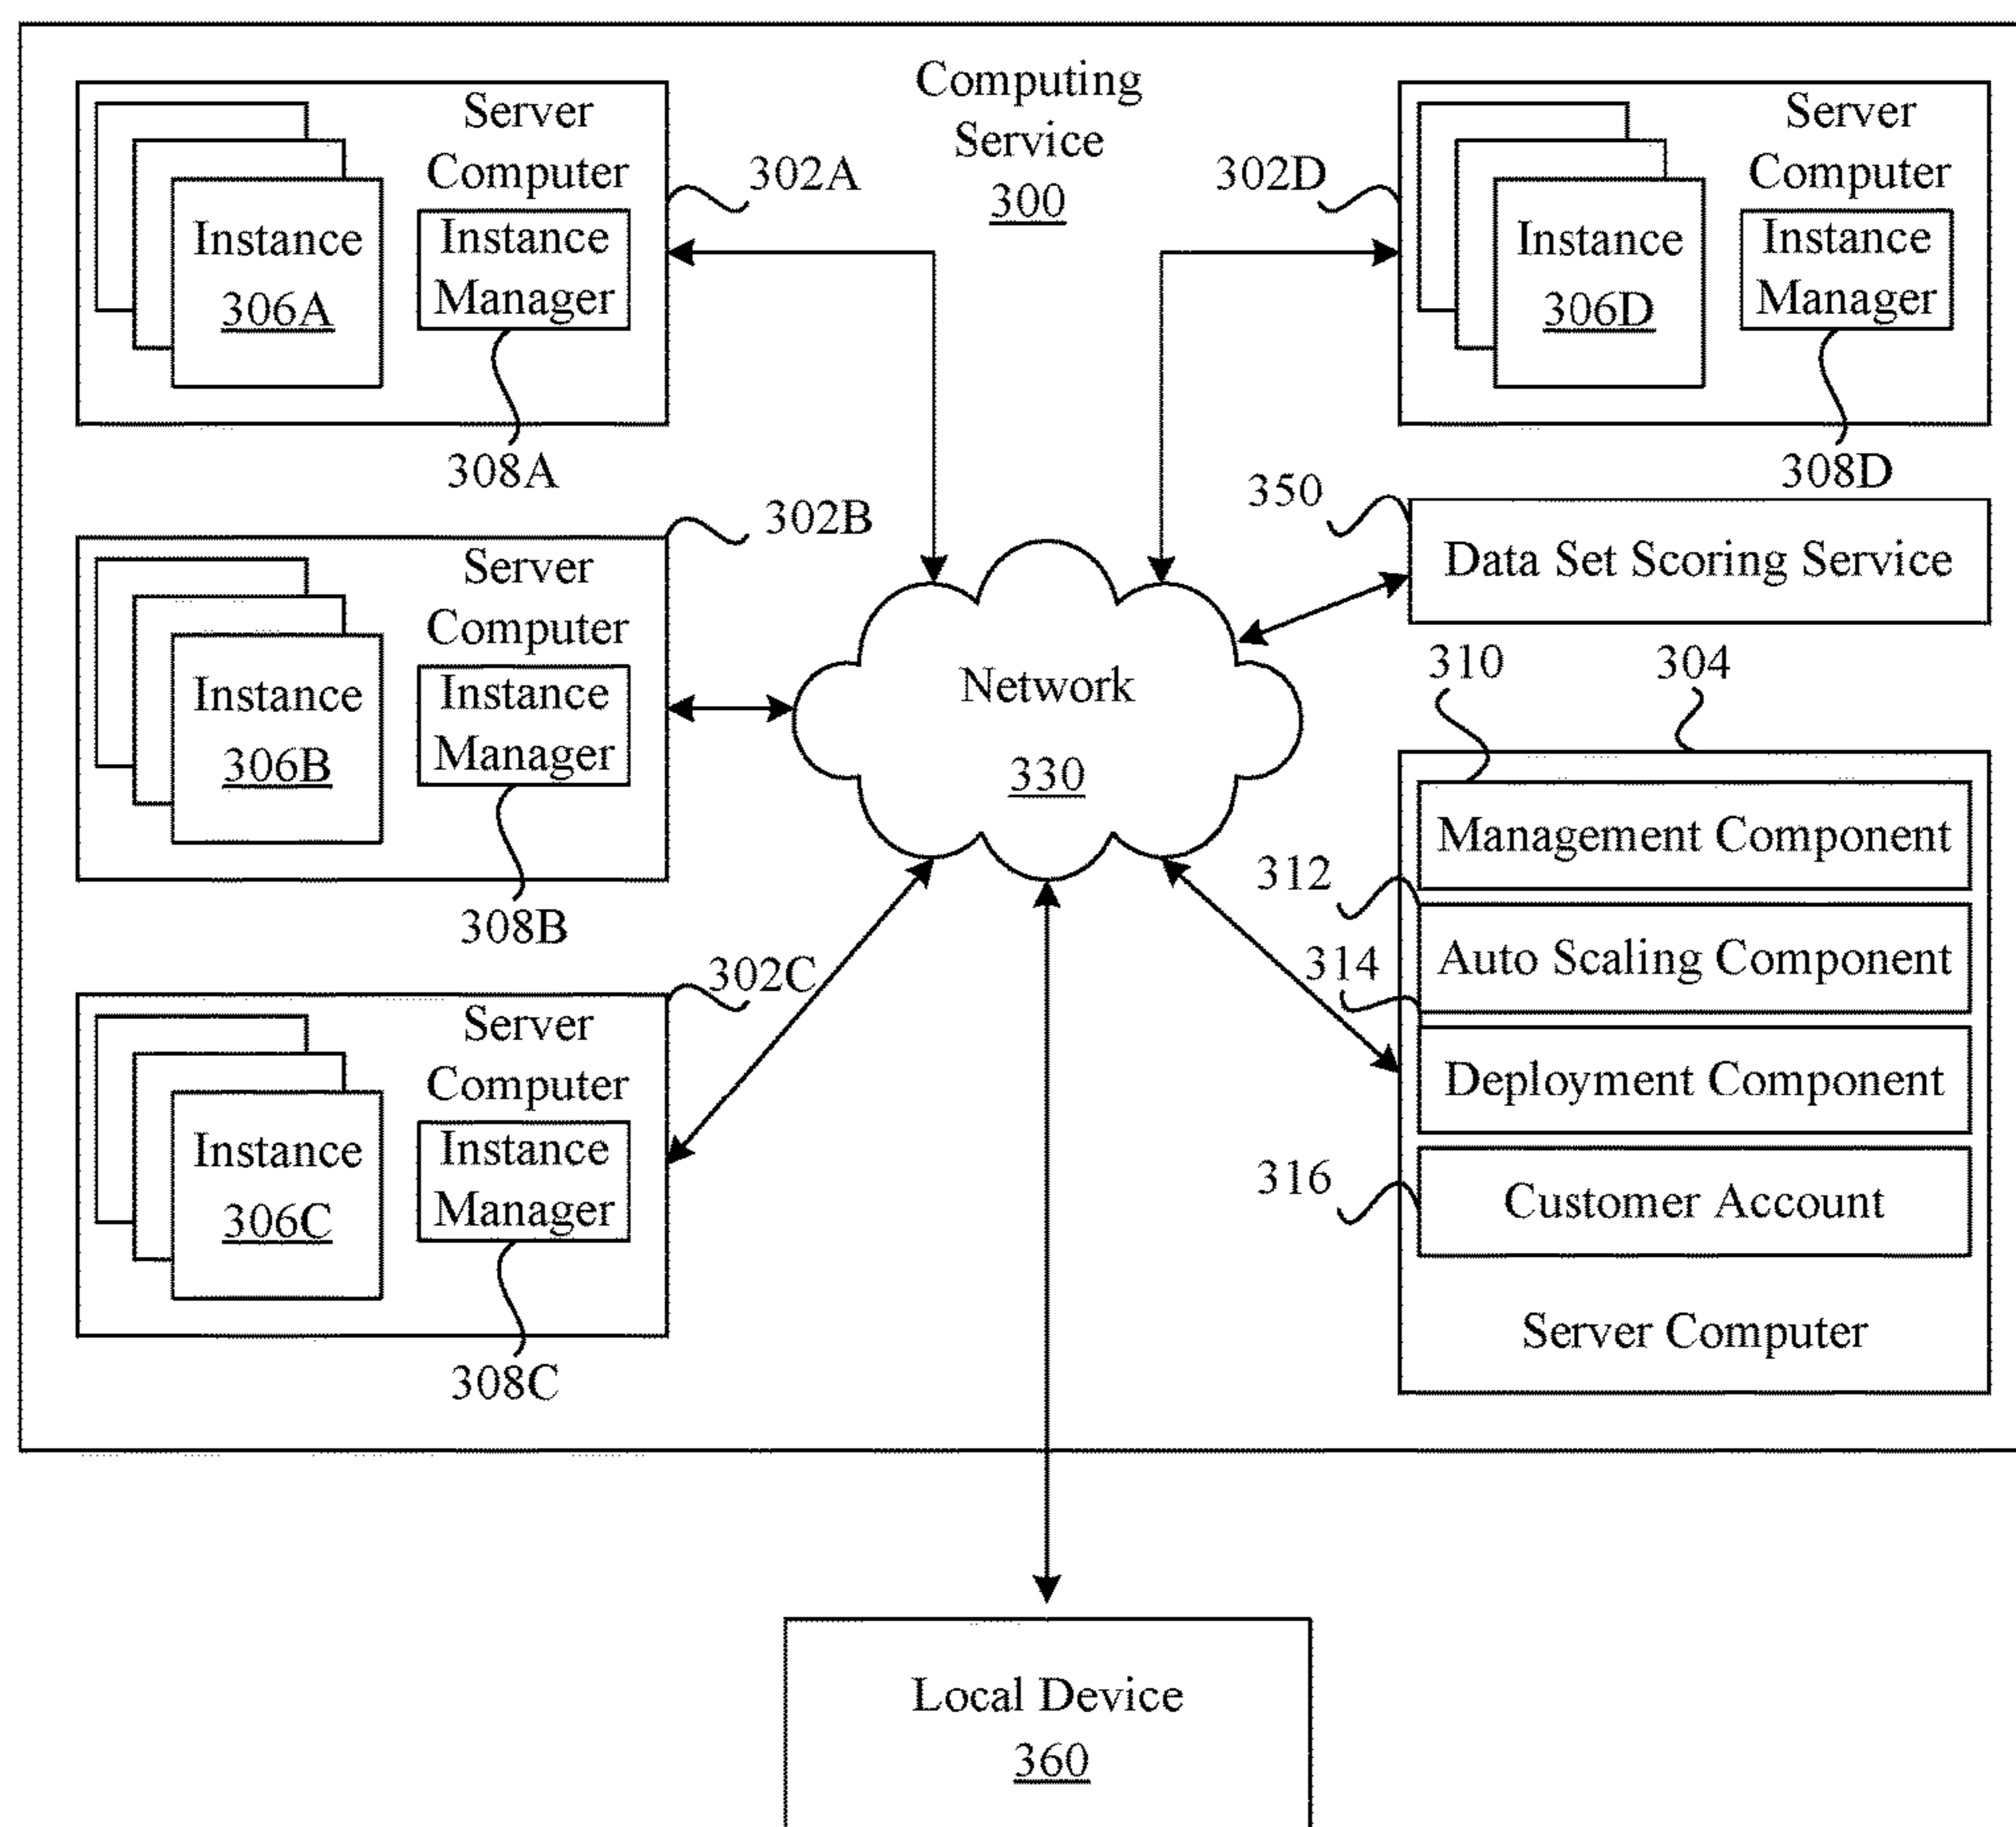 Computing
Service
300
Server
Computer
302A
Instance
306A
Instance
Manager
308A
302D
Server
Computer
Instance
306D
Instance
Manager
308D
302B
Server
Computer
Instance
306B
Instance
Manager
308B
350
Data Set Scoring Service
Network
330
310
304
Management Component
312
Auto Scaling Component
314
Deployment Component
316
Customer Account
Server Computer
302C
Server
Computer
Instance
306C
Instance
Manager
308C
Local Device
360